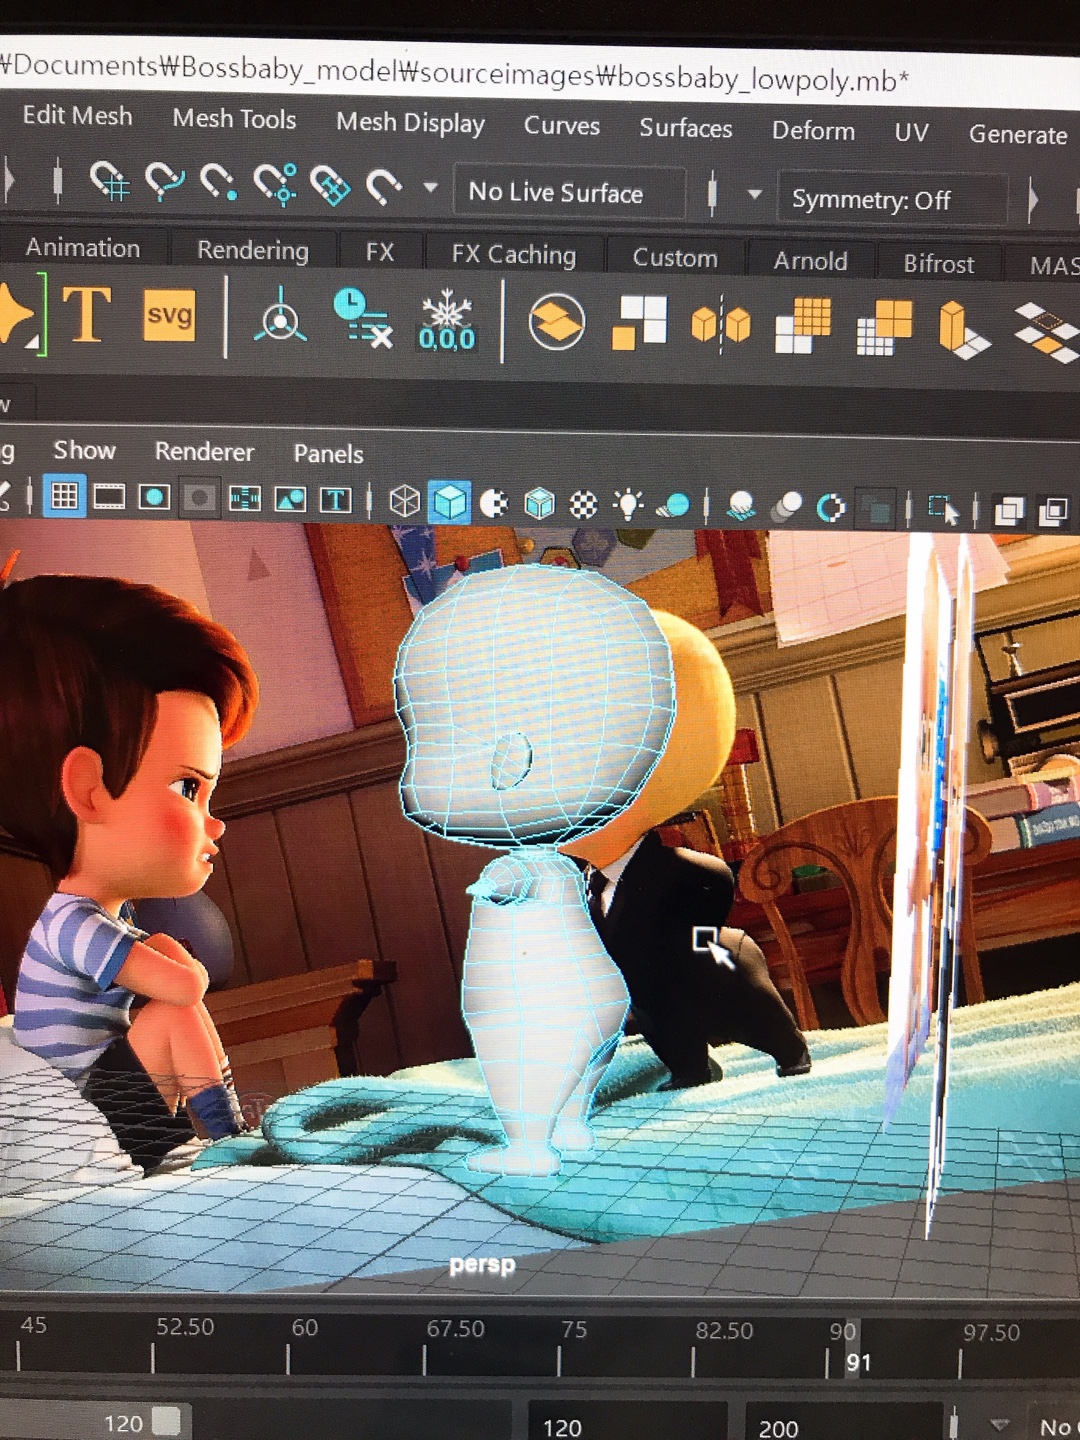 ₩Documents₩Bossbaby_model₩sourceimages₩bossbaby_lowpoly.mb*
Edit Mesh Mesh Tools Mesh Display Curves Surfaces Deform UV Generate
No Live Surface Symmetry: Off
Animation Rendering FX FX Caching Custom Arnold Bifrost MAS
T svg 0,0,0
w
g Show Renderer Panels
T
persp
45 52.50 60 67.50 75 82.50 90 97.50
91
120 120 200 No